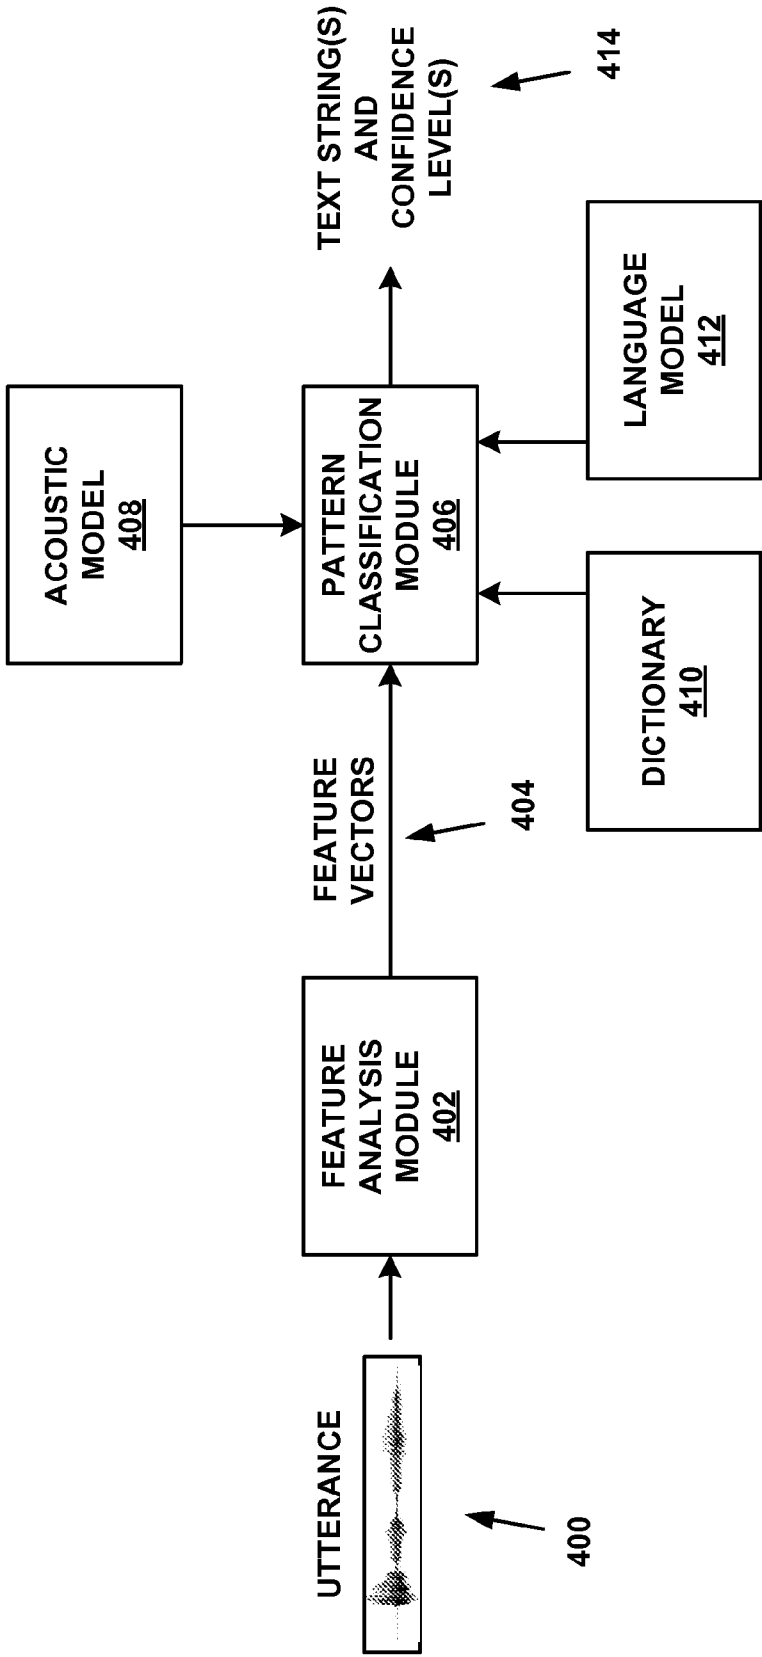 UTTERANCE
400
FEATURE
ANALYSIS
MODULE
402
FEATURE
VECTORS
404
ACOUSTIC
MODEL
408
PATTERN
CLASSIFICATION
MODULE
406
DICTIONARY
410
LANGUAGE
MODEL
412
TEXT STRING(S)
AND
CONFIDENCE
LEVEL(S)
414